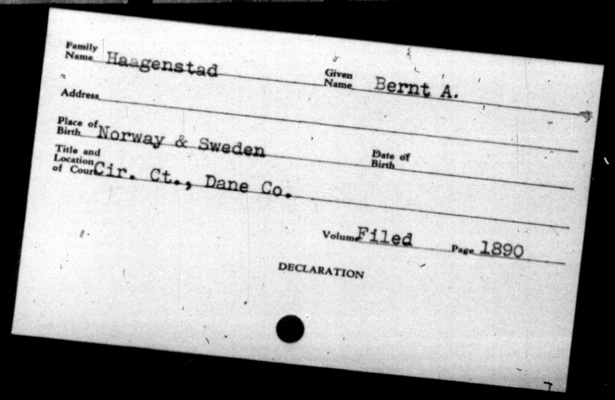 Family Name Haagenstad Given Name Bernt A.
Address
Place of Birth Norway & Sweden Date of Birth
Title and Location of Court Cir. Ct., Dane Co.
Volume Filed Page 1890
DECLARATION
7